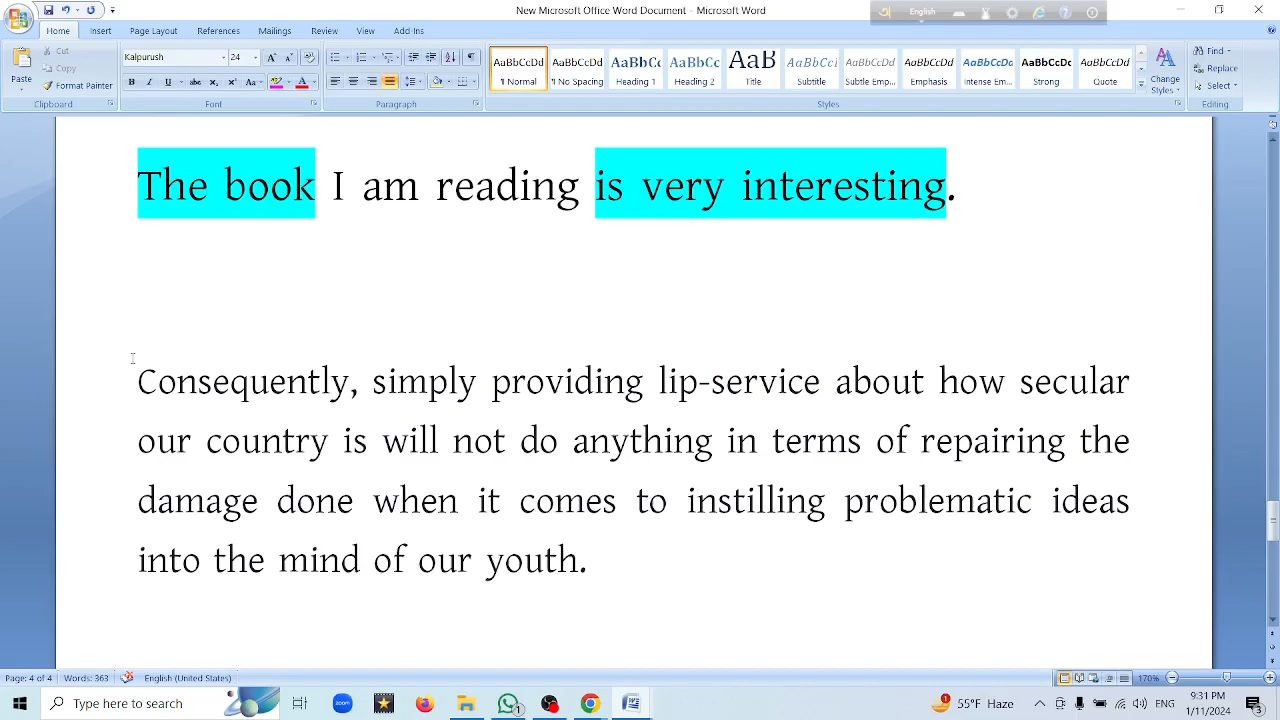 New Microsoft Office Word Document - Microsoft Word
English
Home Insert Page Layout References Mailings Review View Add-Ins
Paste
Cut
Copy
Format Painter
Clipboard
Kalpurush 24
Font
Paragraph
AaBbCcDd AaBbCcDd AaBbCc AaBbCc AaB AaBbCcL AaBbCcDd AaBbCcDd AaBbCcDd AaBbCcDd AaBbCcDd
¶ Normal ¶ No Spacing Heading 1 Heading 2 Title Subtitle Subtle Emp... Emphasis Intense Em... Strong Quote
Change Styles
Styles
Find
Replace
Select
Editing
The book I am reading is very interesting.
Consequently, simply providing lip-service about how secular
our country is will not do anything in terms of repairing the
damage done when it comes to instilling problematic ideas
into the mind of our youth.
Page: 4 of 4 Words: 363 English (United States) 170%
Type here to search
zoom
55°F Haze
ENG
9:31 PM
1/11/2024